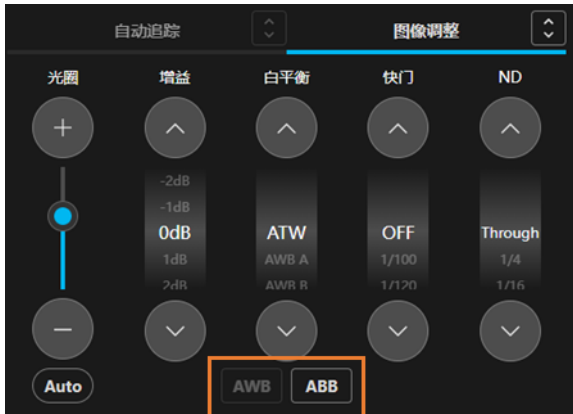 自动追踪 图像调整
光圈 增益 白平衡 快门 ND
-2dB
-1dB
0dB ATW OFF Through
1dB AWB A 1/100 1/4
2dB AWB B 1/120 1/16
Auto AWB ABB